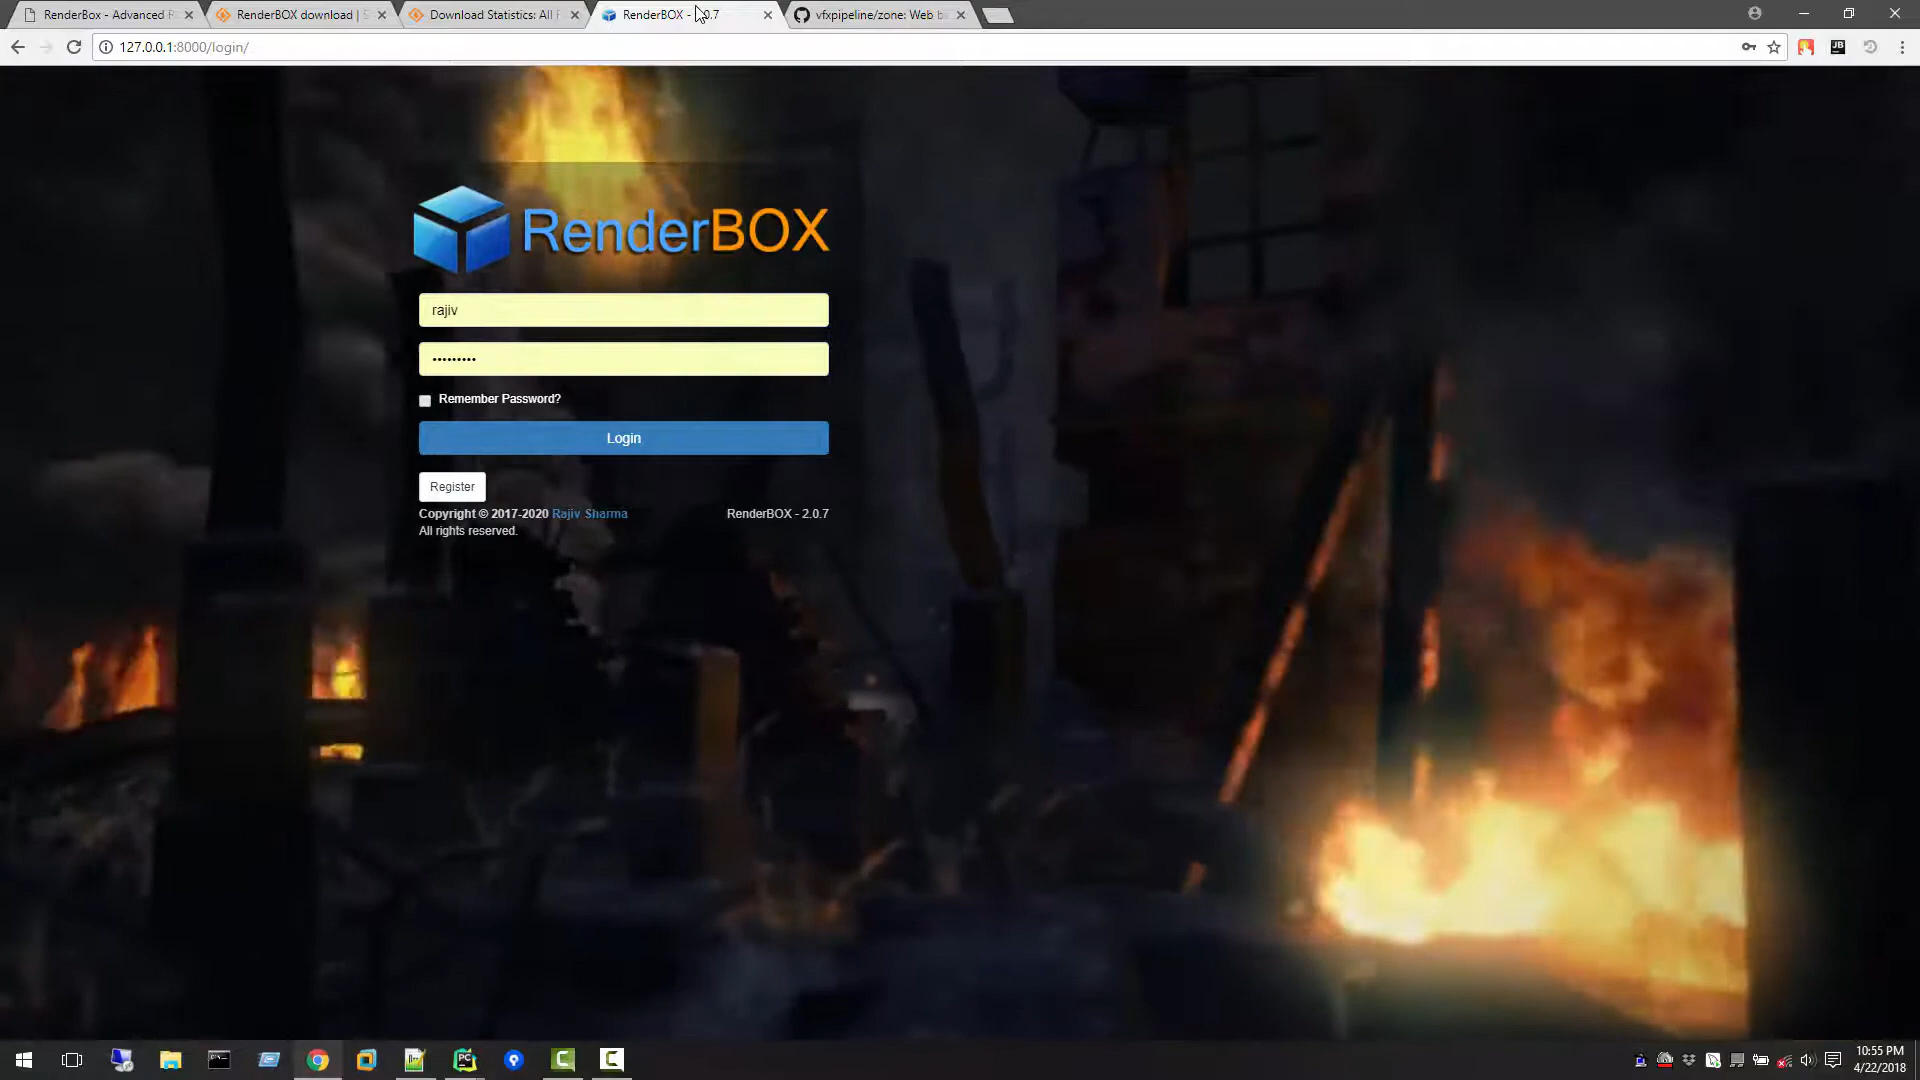 RenderBox - Advanced R
RenderBOX download | S
Download Statistics: All F
RenderBOX - .0.7
vfxpipeline/zone: Web b
127.0.0.1:8000/login/
JB
RenderBOX
rajiv
•••••••••
Remember Password?
Login
Register
Copyright © 2017-2020 Rajiv Sharma
RenderBOX - 2.0.7
All rights reserved.
PC
C
C
10:55 PM
4/22/2018